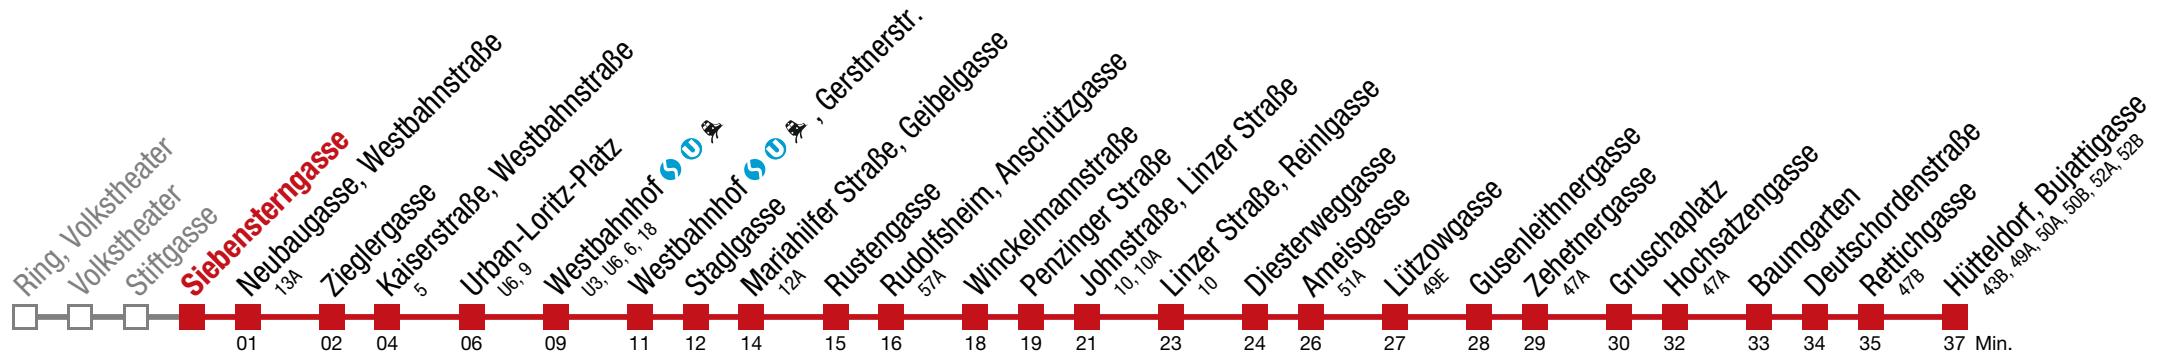 Ring, Volkstheater
Volkstheater
Stiftgasse
Siebensterngasse
Neubaugasse, Westbahnstraße
13A
Zieglergasse
Kaiserstraße, Westbahnstraße
5
Urban-Loritz-Platz
U6, 9
Westbahnhof S U
U3, U6, 6, 18
Westbahnhof S U , Gerstnerstr.
Staglgasse
Mariahilfer Straße, Geibelgasse
12A
Rustengasse
Rudolfsheim, Anschützgasse
57A
Winckelmannstraße
Penzinger Straße
Johnstraße, Linzer Straße
10, 10A
Linzer Straße, Reinlgasse
10
Diesterweggasse
Ameisgasse
51A
Lützowgasse
49E
Gusenleithnergasse
Zehetnergasse
47A
Gruschaplatz
Hochsatzengasse
47A
Baumgarten
Deutschordenstraße
Rettichgasse
47B
Hütteldorf, Bujattigasse
43B, 49A, 50A, 50B, 52A, 52B
01 02 04 06 09 11 12 14 15 16 18 19 21 23 24 26 27 28 29 30 32 33 34 35 37 Min.